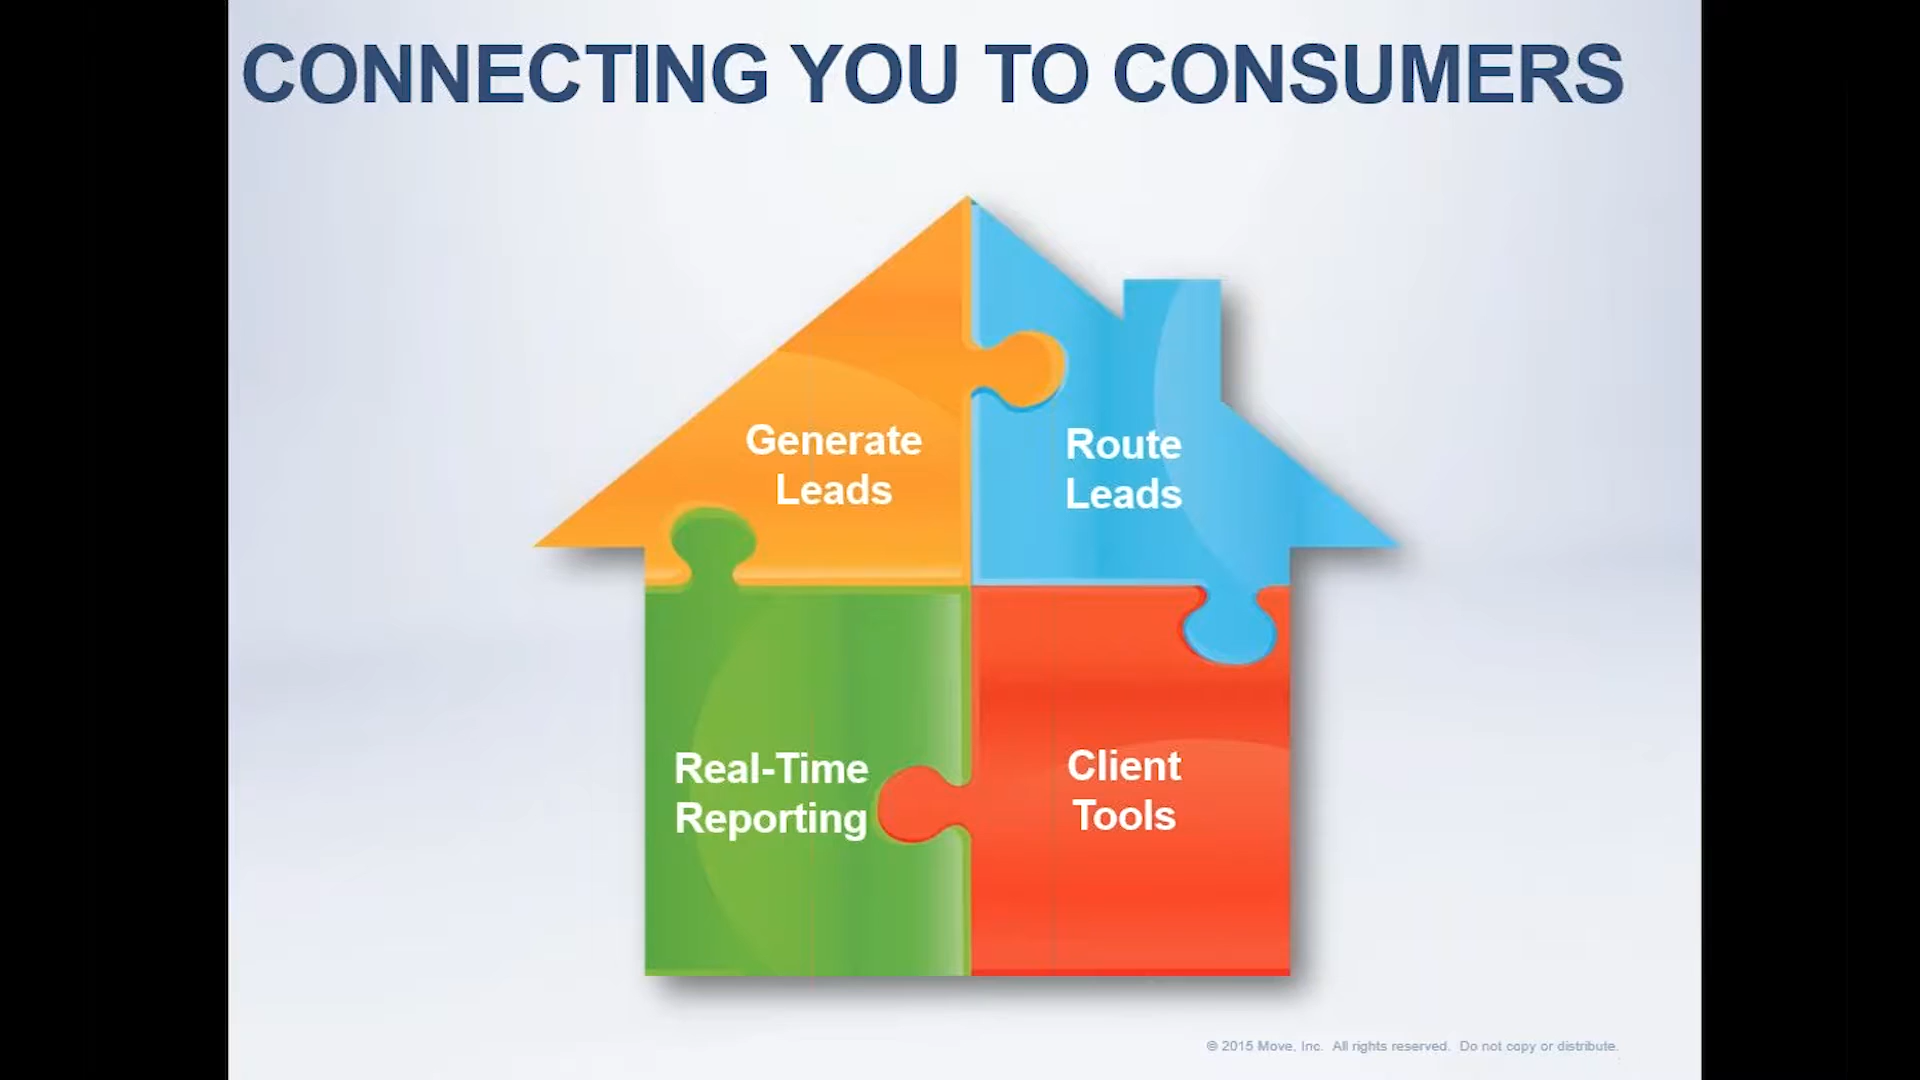 CONNECTING YOU TO CONSUMERS
Generate
Leads
Route
Leads
Real-Time
Reporting
Client
Tools
© 2015 Move, Inc. All rights reserved. Do not copy or distribute.